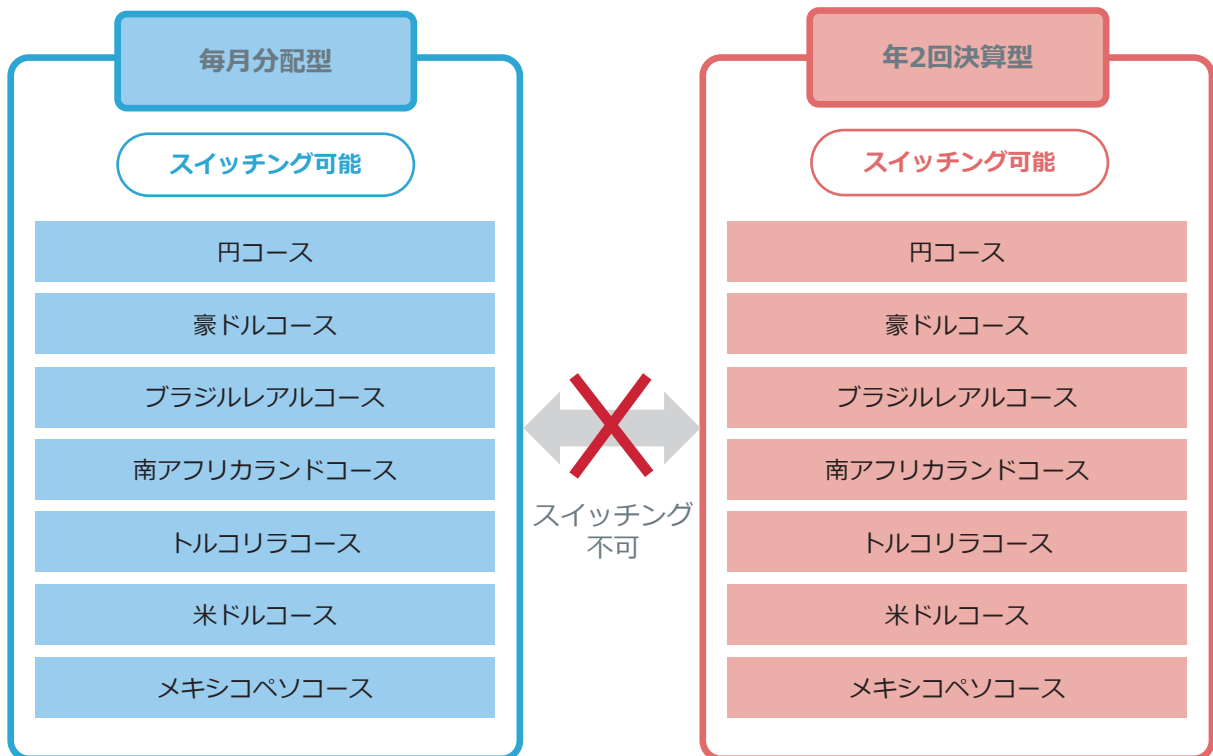 毎月分配型
スイッチング可能
円コース
豪ドルコース
ブラジルレアルコース
南アフリカランドコース
トルコリラコース
米ドルコース
メキシコペソコース
スイッチング
不可
年2回決算型
スイッチング可能
円コース
豪ドルコース
ブラジルレアルコース
南アフリカランドコース
トルコリラコース
米ドルコース
メキシコペソコース